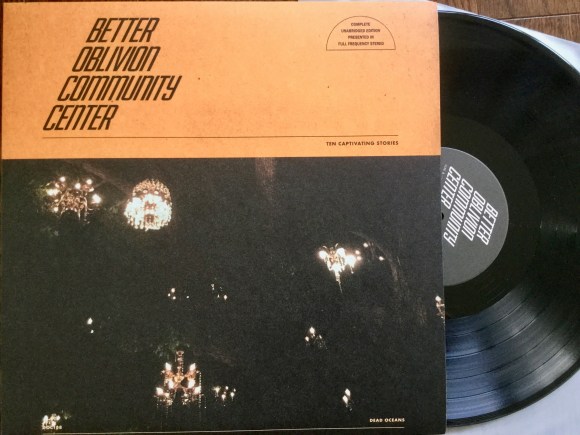 BETTER
OBLIVION
COMMUNITY
CENTER
COMPLETE
UNABRIDGED EDITION
PRESENTED IN
FULL FREQUENCY STEREO
TEN CAPTIVATING STORIES
DEAD OCEANS
BETTER
OBLIVION
COMMUNITY
CENTER